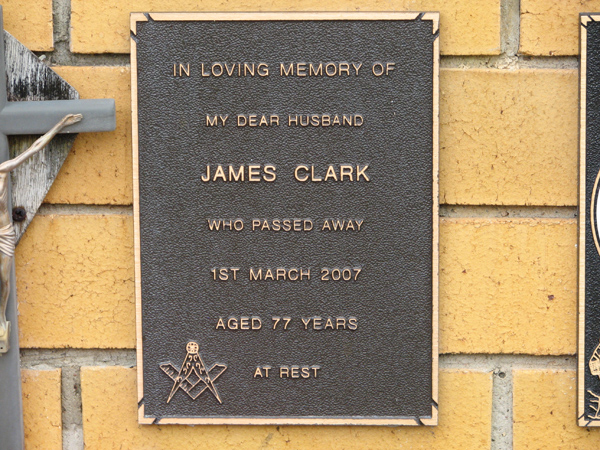 IN LOVING MEMORY OF
MY DEAR HUSBAND
JAMES CLARK
WHO PASSED AWAY
1ST MARCH 2007
AGED 77 YEARS
AT REST